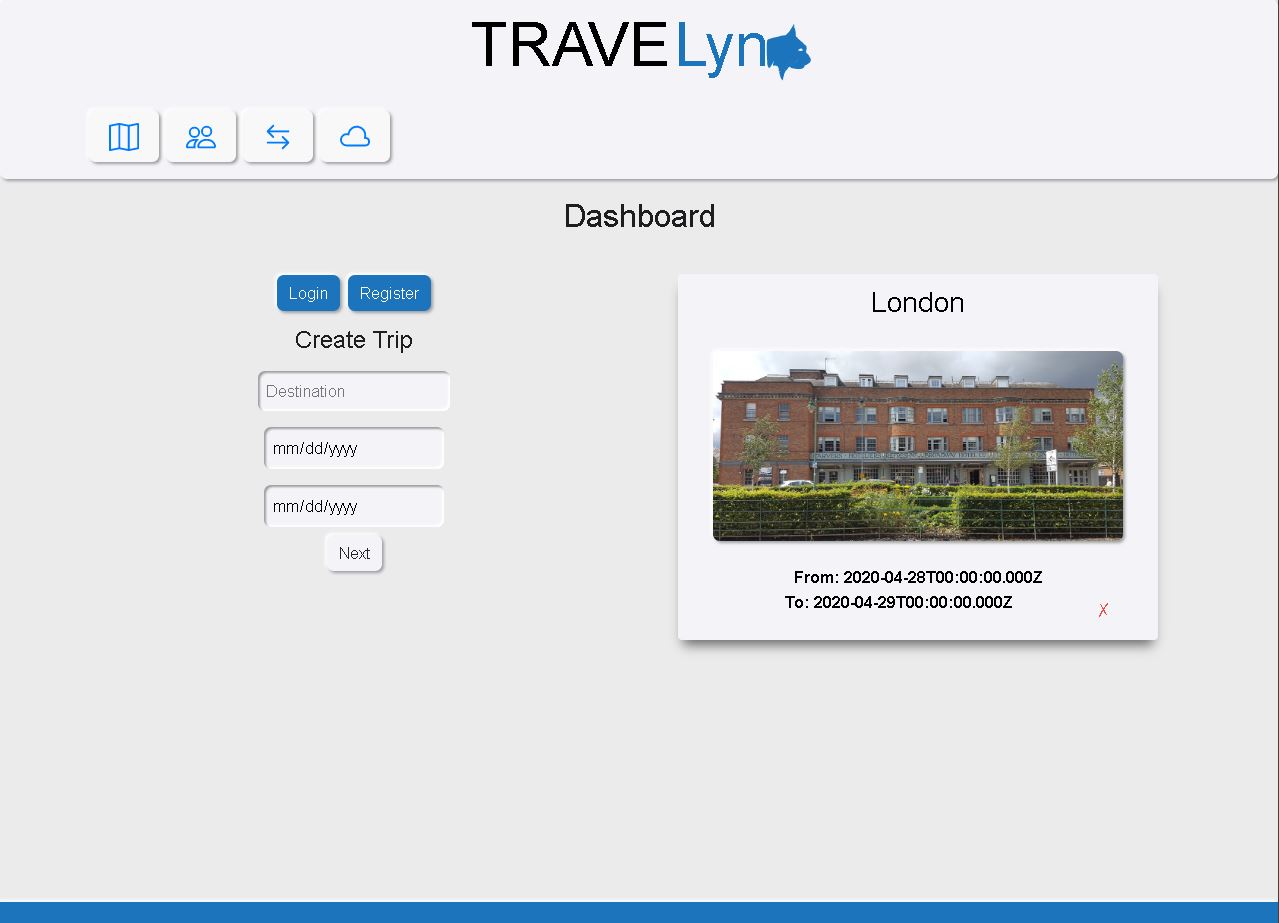 TRAVELyn
Dashboard
Login Register
Create Trip
Destination
mm/dd/yyyy
mm/dd/yyyy
Next
London
From: 2020-04-28T00:00:00.000Z
To: 2020-04-29T00:00:00.000Z
X